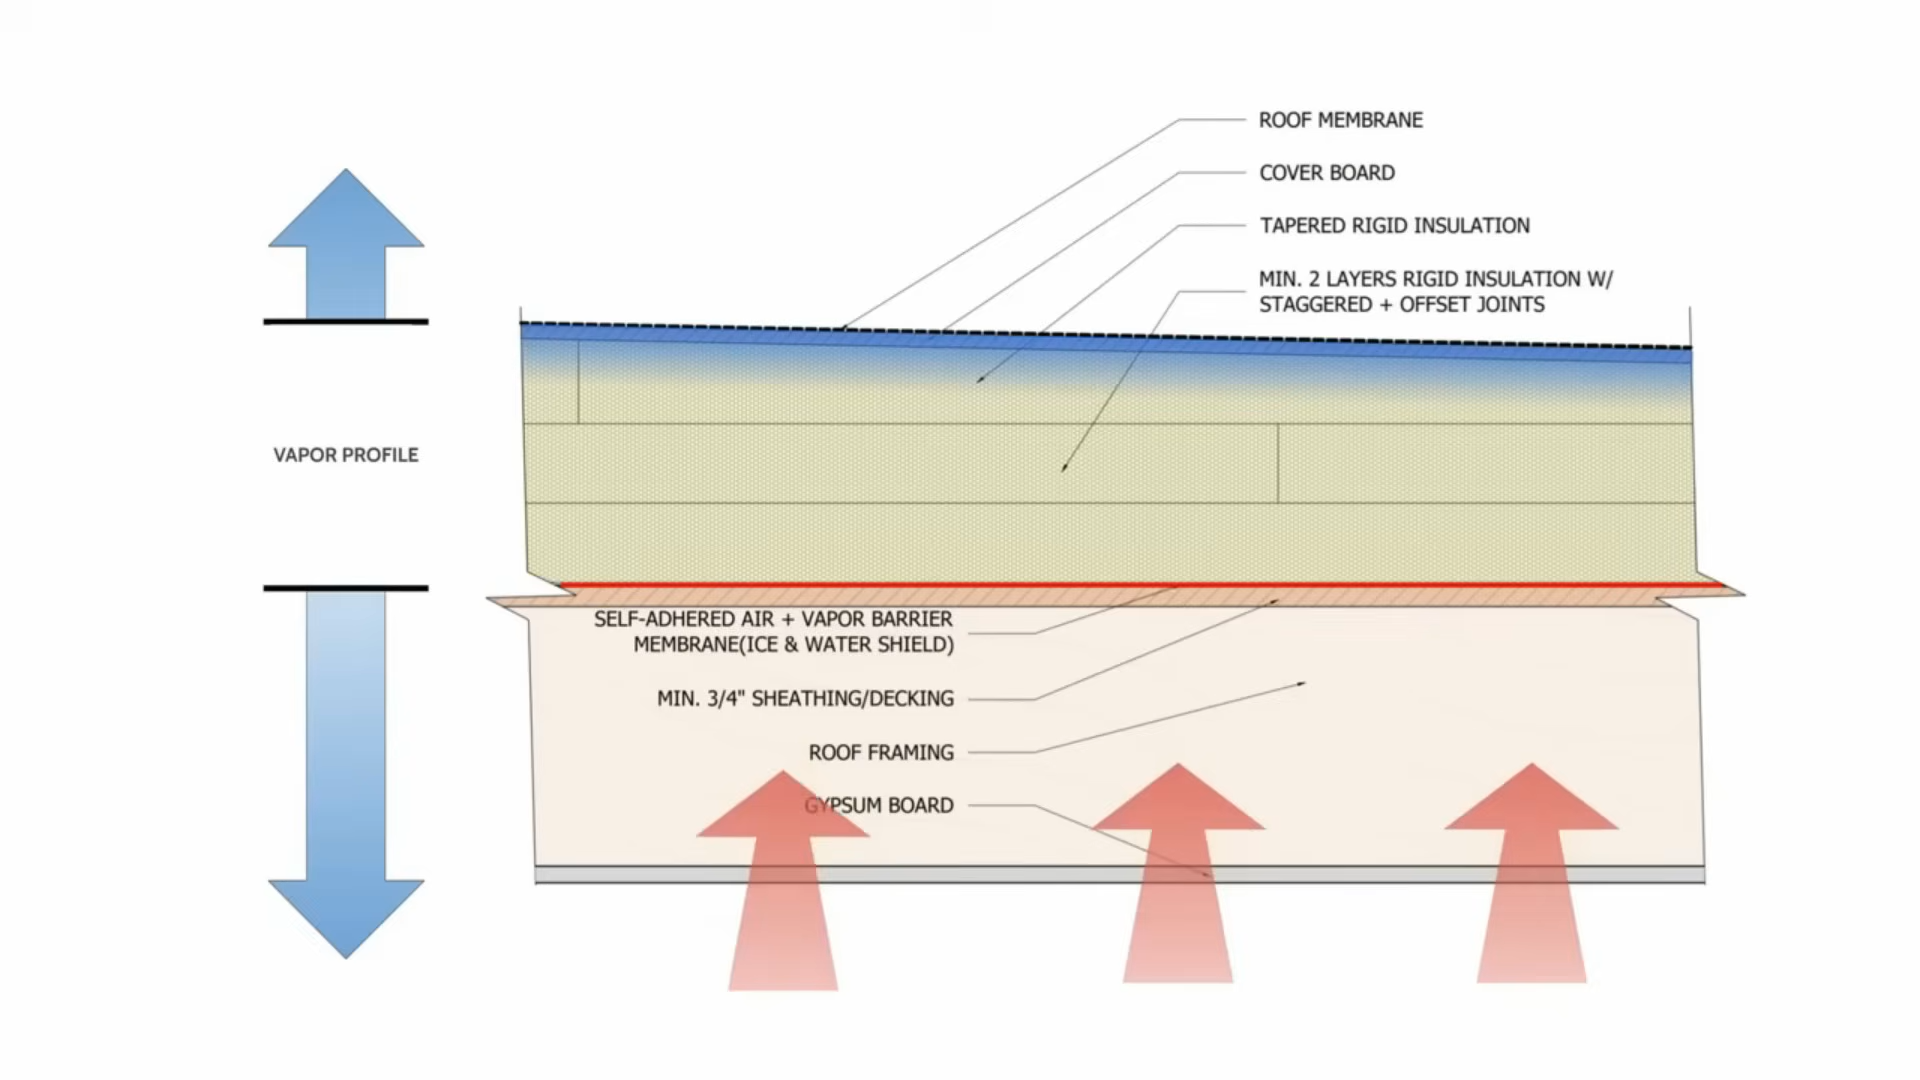 ROOF MEMBRANE
COVER BOARD
TAPERED RIGID INSULATION
MIN. 2 LAYERS RIGID INSULATION W/
STAGGERED + OFFSET JOINTS
VAPOR PROFILE
SELF-ADHERED AIR + VAPOR BARRIER
MEMBRANE(ICE & WATER SHIELD)
MIN. 3/4" SHEATHING/DECKING
ROOF FRAMING
GYPSUM BOARD